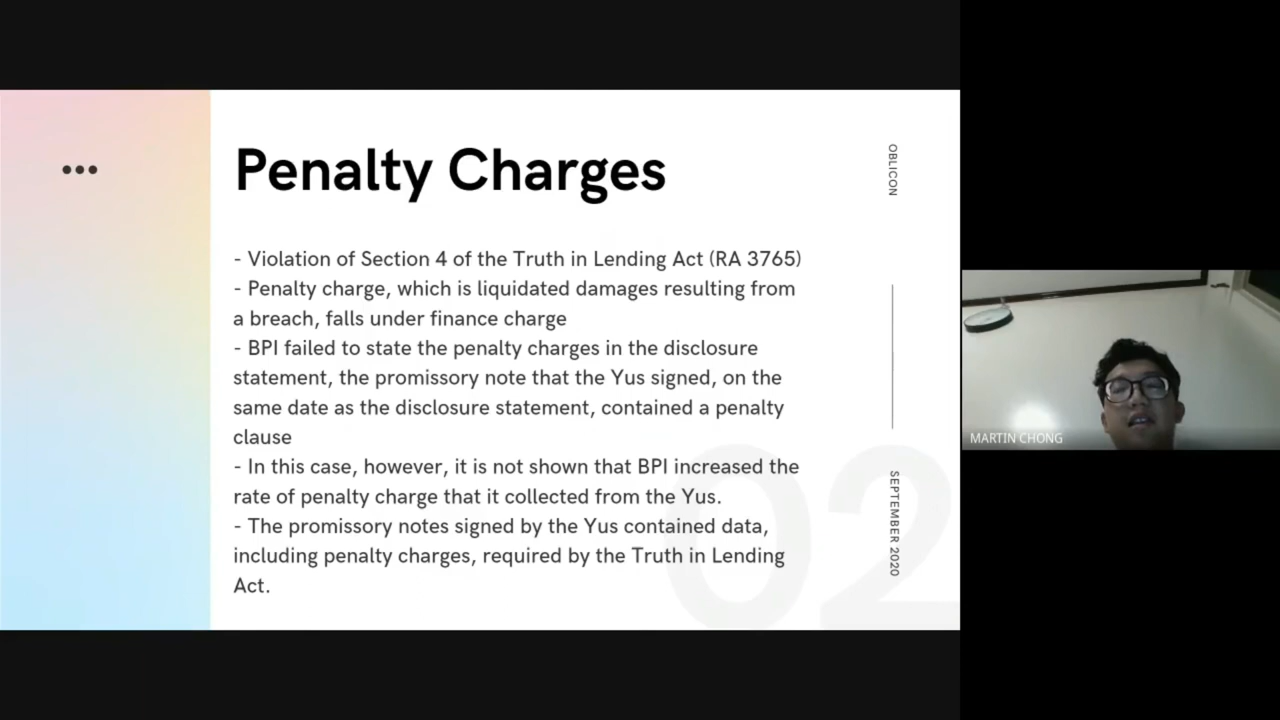 Penalty Charges
- Violation of Section 4 of the Truth in Lending Act (RA 3765)
- Penalty charge, which is liquidated damages resulting from
a breach, falls under finance charge
- BPI failed to state the penalty charges in the disclosure
statement, the promissory note that the Yus signed, on the
same date as the disclosure statement, contained a penalty
clause
- In this case, however, it is not shown that BPI increased the
rate of penalty charge that it collected from the Yus.
- The promissory notes signed by the Yus contained data,
including penalty charges, required by the Truth in Lending
Act.
02
OBLICON
SEPTEMBER 2020
MARTIN CHONG